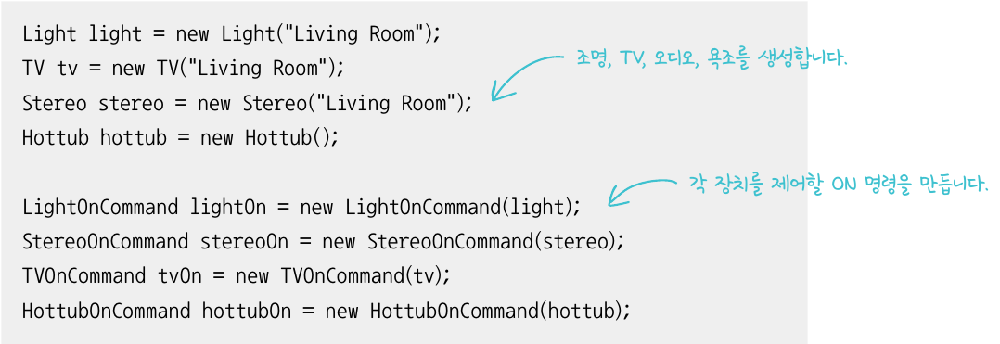 Light light = new Light("Living Room");
TV tv = new TV("Living Room");
조명, TV, 오디오, 욕조를 생성합니다.
Stereo stereo = new Stereo("Living Room");
Hottub hottub = new Hottub();
각 장치를 제어할 ON 명령을 만듭니다.
LightOnCommand lightOn = new LightOnCommand(light);
StereoOnCommand stereoOn = new StereoOnCommand(stereo);
TVOnCommand tvOn = new TVOnCommand(tv);
HottubOnCommand hottubOn = new HottubOnCommand(hottub);